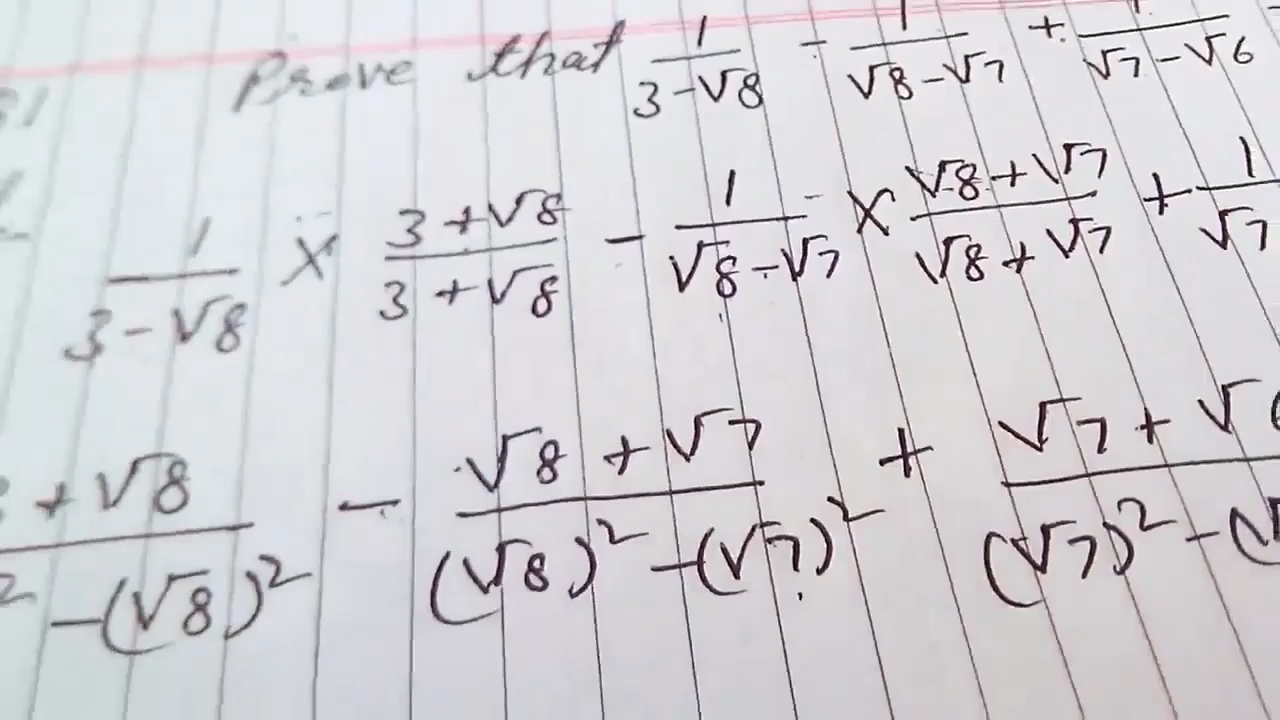 Prove that 1/(3-√8) - 1/(√8-√7) + 1/(√7-√6)
1/(3-√8) × (3+√8)/(3+√8) - 1/(√8-√7) × (√8+√7)/(√8+√7) + 1/√7
+√8/(² -(√8)²) - (√8+√7)/((√8)² -(√7)²) + (√7+√6)/((√7)² -(√